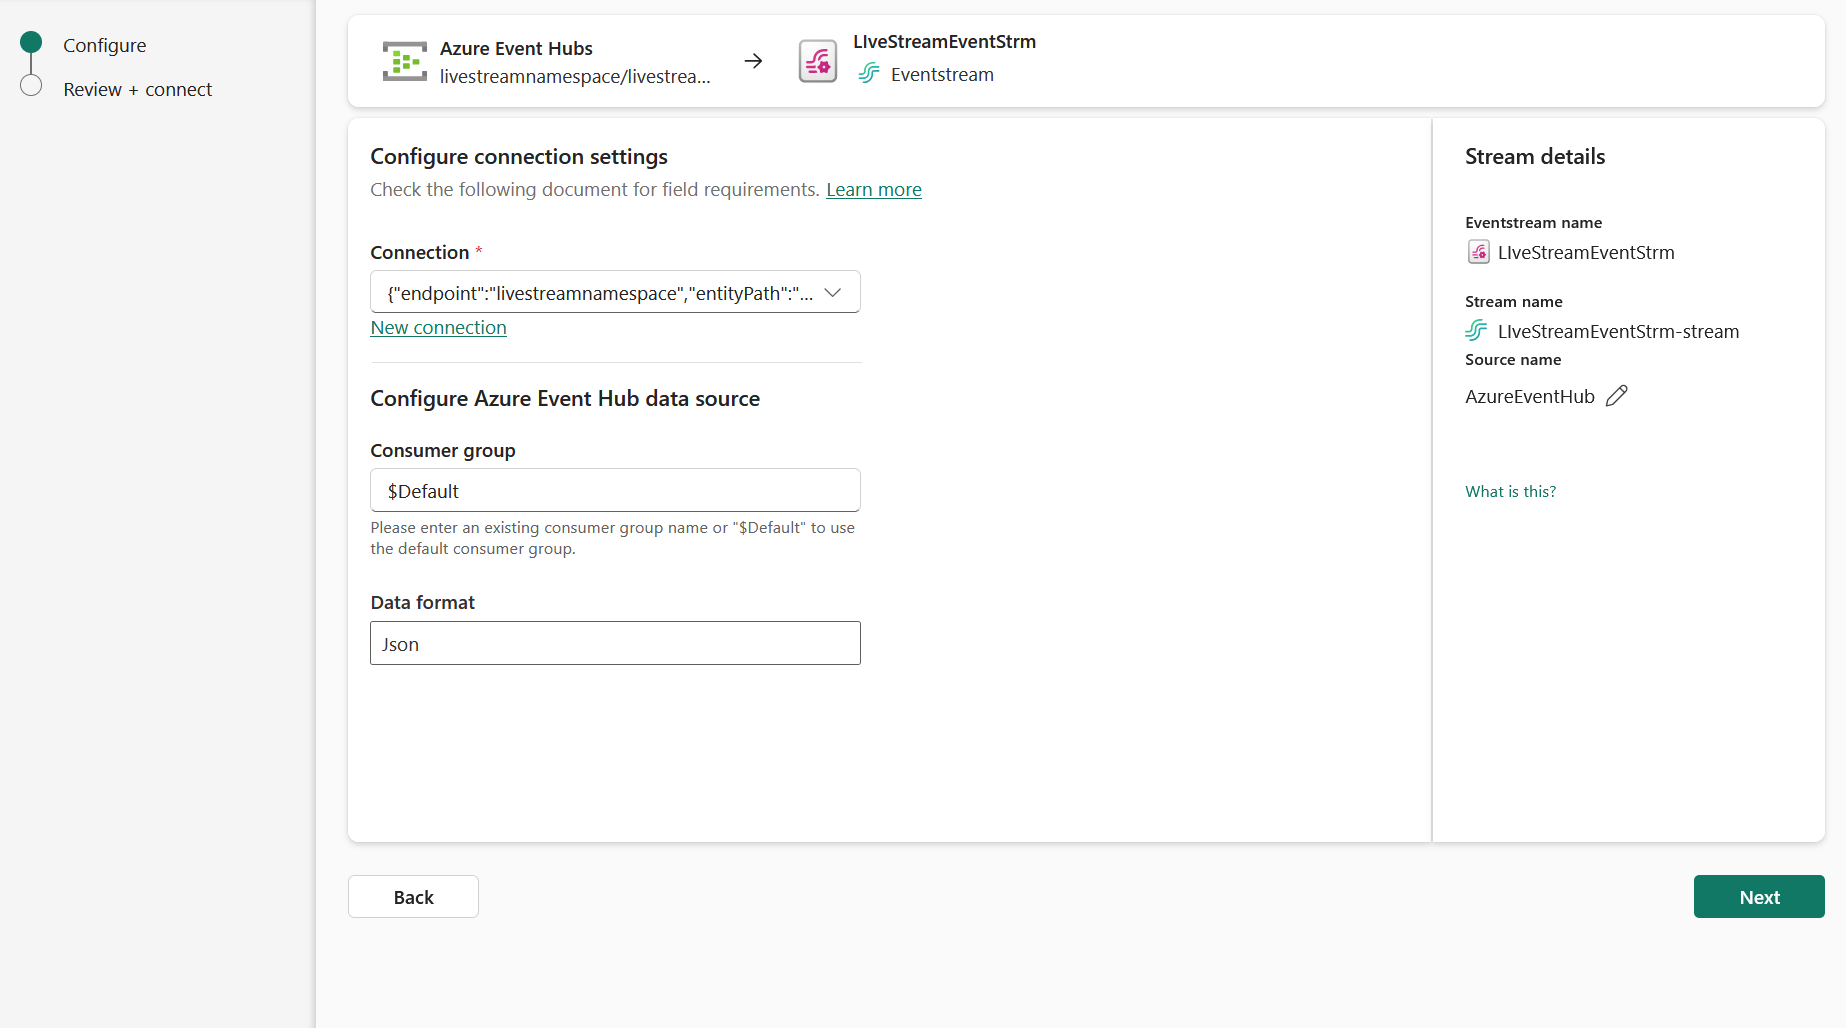 Configure
Review + connect
Azure Event Hubs
livestreamnamespace/livestrea...
LIveStreamEventStrm
Eventstream
Configure connection settings
Check the following document for field requirements. Learn more
Connection *
{"endpoint":"livestreamnamespace","entityPath":"...
New connection
Configure Azure Event Hub data source
Consumer group
$Default
Please enter an existing consumer group name or "$Default" to use
the default consumer group.
Data format
Json
Stream details
Eventstream name
LIveStreamEventStrm
Stream name
LIveStreamEventStrm-stream
Source name
AzureEventHub
What is this?
Back
Next